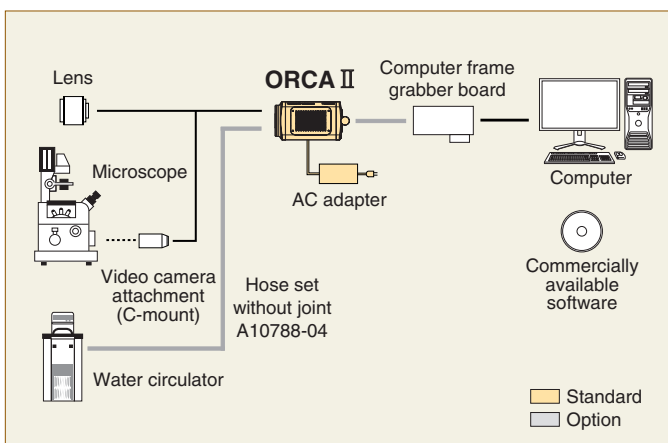 Lens
ORCA II
Computer frame
grabber board
Microscope
AC adapter
Computer
Video camera
attachment
(C-mount)
Hose set
without joint
A10788-04
Commercially
available
software
Water circulator
Standard
Option